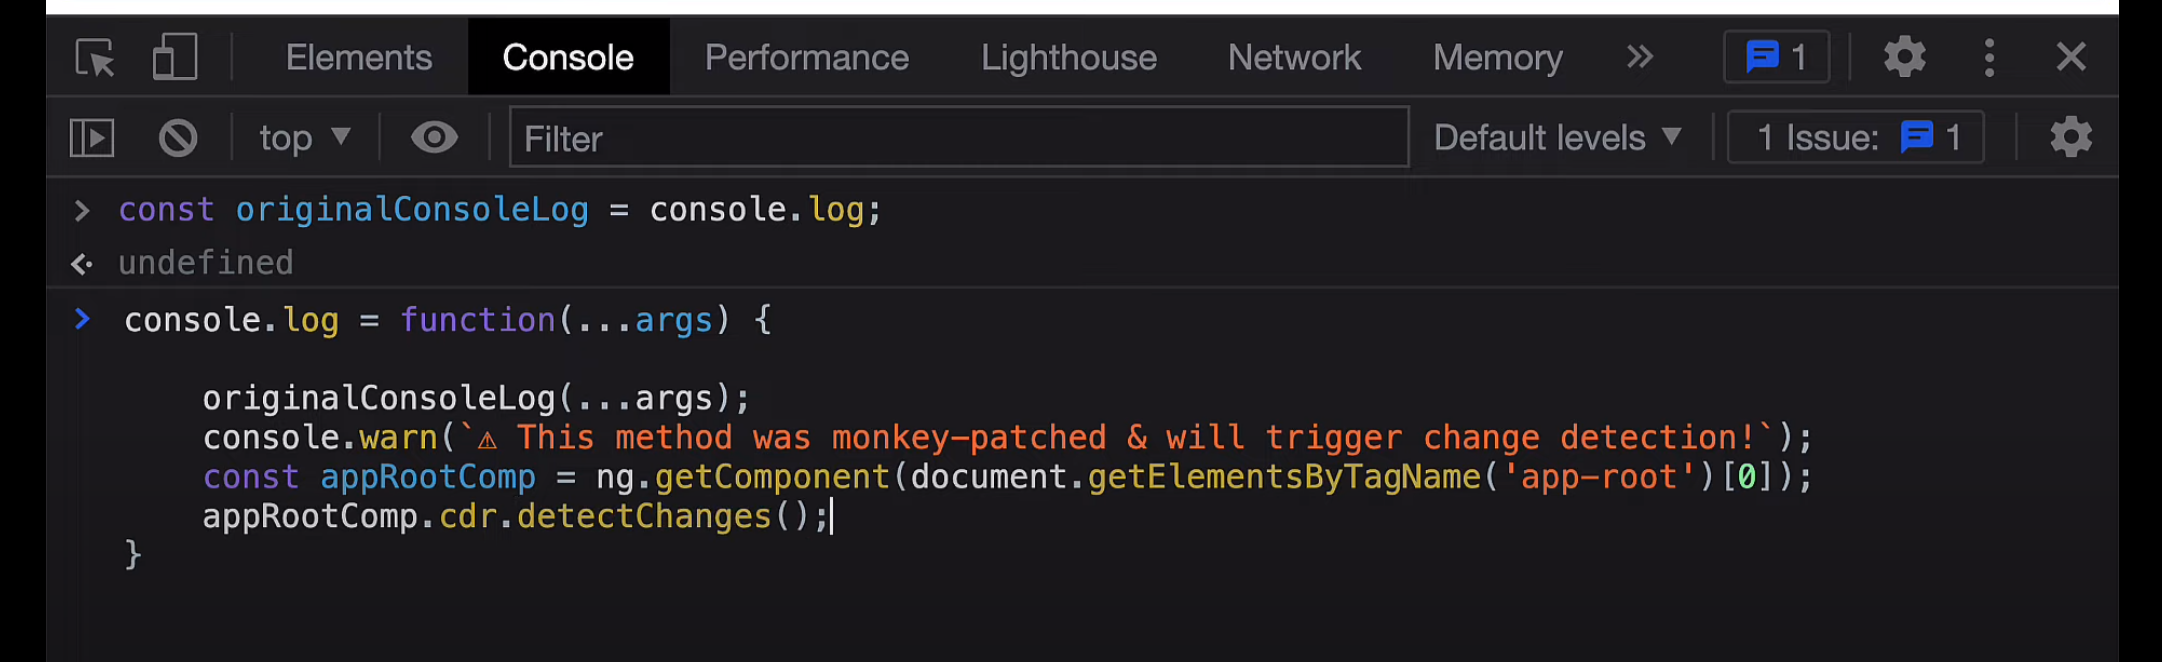 Elements Console Performance Lighthouse Network Memory » 1
top ▼ Filter Default levels ▼ 1 Issue: 1
> const originalConsoleLog = console.log;
<· undefined
> console.log = function(...args) {
originalConsoleLog(...args);
console.warn(`⚠ This method was monkey-patched & will trigger change detection!`);
const appRootComp = ng.getComponent(document.getElementsByTagName('app-root')[0]);
appRootComp.cdr.detectChanges();
}